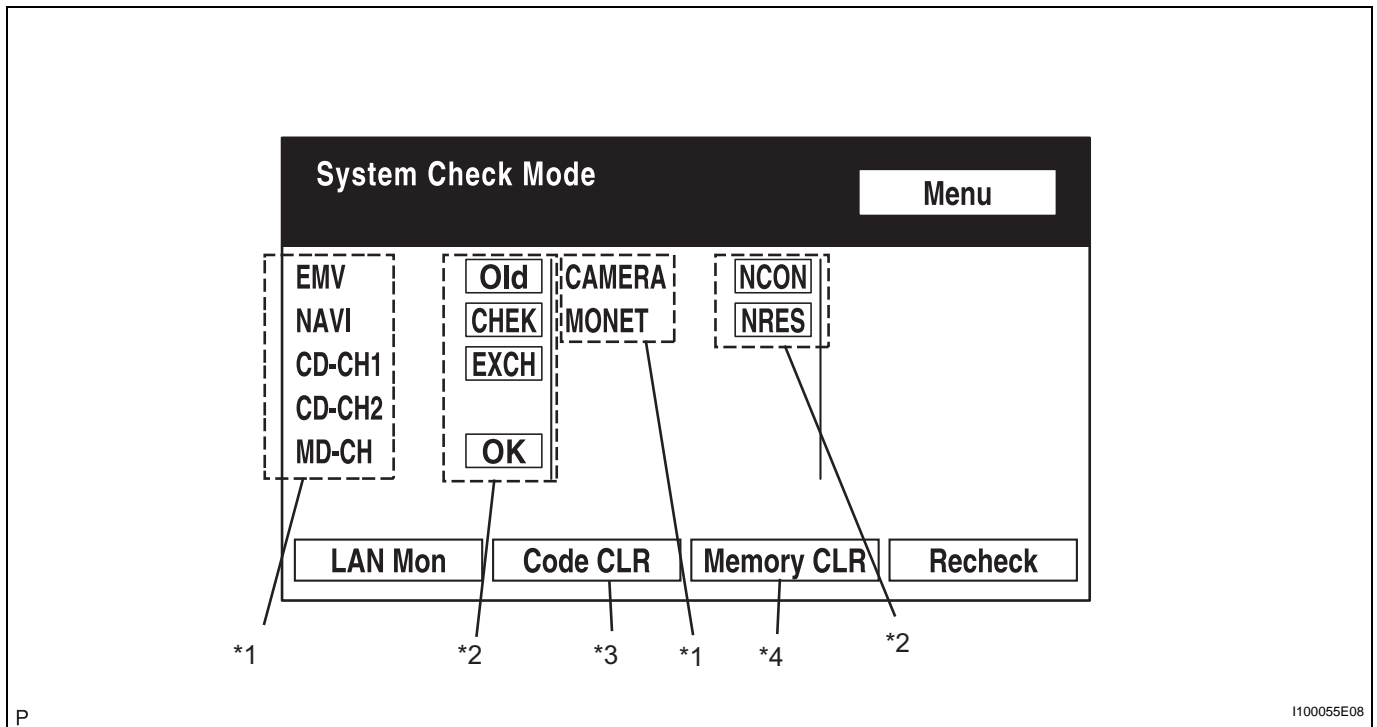 System Check Mode
Menu
EMV Old CAMERA NCON
NAVI CHEK MONET NRES
CD-CH1 EXCH
CD-CH2
MD-CH OK
LAN Mon Code CLR Memory CLR Recheck
*1 *2 *3 *1 *4 *2
P I100055E08